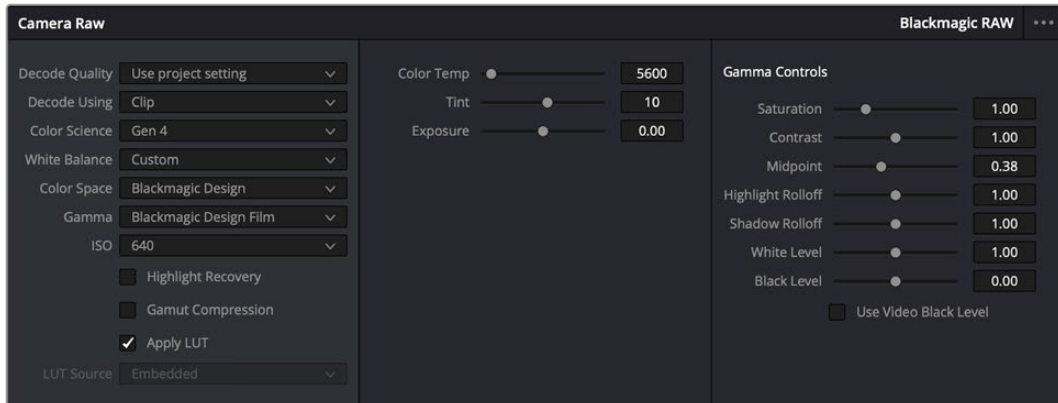 Camera Raw
Blackmagic RAW
Decode Quality Use project setting
Decode Using Clip
Color Science Gen 4
White Balance Custom
Color Space Blackmagic Design
Gamma Blackmagic Design Film
ISO 640
Highlight Recovery
Gamut Compression
Apply LUT
LUT Source Embedded
Color Temp 5600
Tint 10
Exposure 0.00
Gamma Controls
Saturation 1.00
Contrast 1.00
Midpoint 0.38
Highlight Rolloff 1.00
Shadow Rolloff 1.00
White Level 1.00
Black Level 0.00
Use Video Black Level